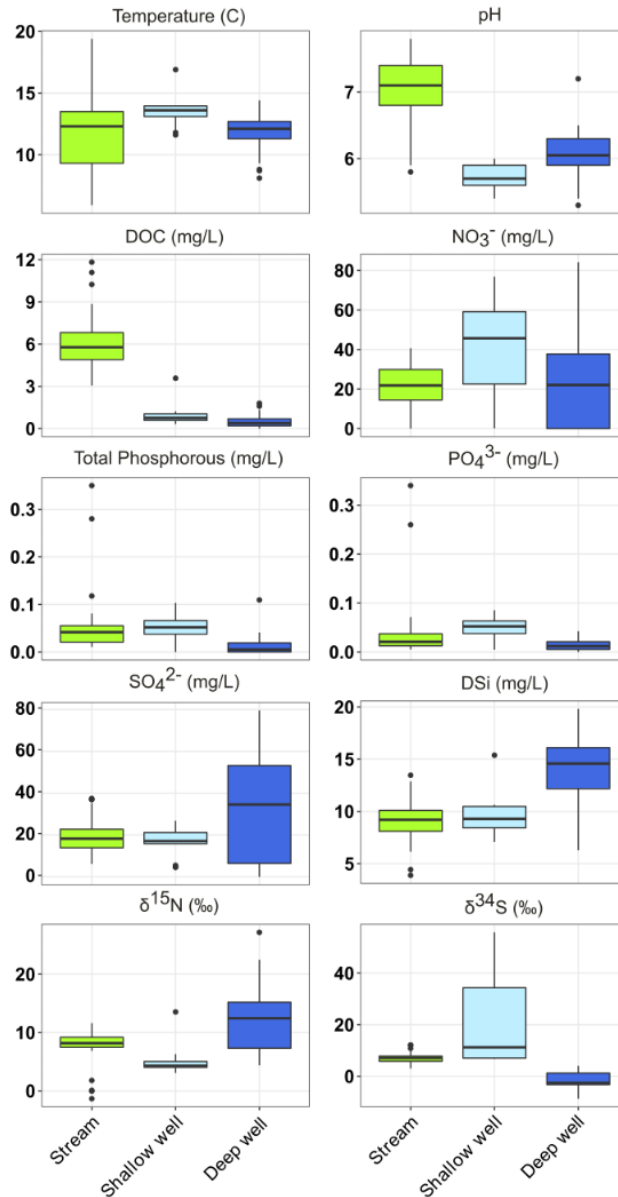 Temperature (C)
20
15
10
pH
7
6
DOC (mg/L)
12
9
6
3
0
NO₃⁻ (mg/L)
80
60
40
20
0
Total Phosphorous (mg/L)
0.3
0.2
0.1
0.0
PO₄³⁻ (mg/L)
0.3
0.2
0.1
0.0
SO₄²⁻ (mg/L)
80
60
40
20
0
DSi (mg/L)
20
15
10
5
δ¹⁵N (‰)
20
10
0
δ³⁴S (‰)
40
20
0
Stream
Shallow well
Deep well
Stream
Shallow well
Deep well